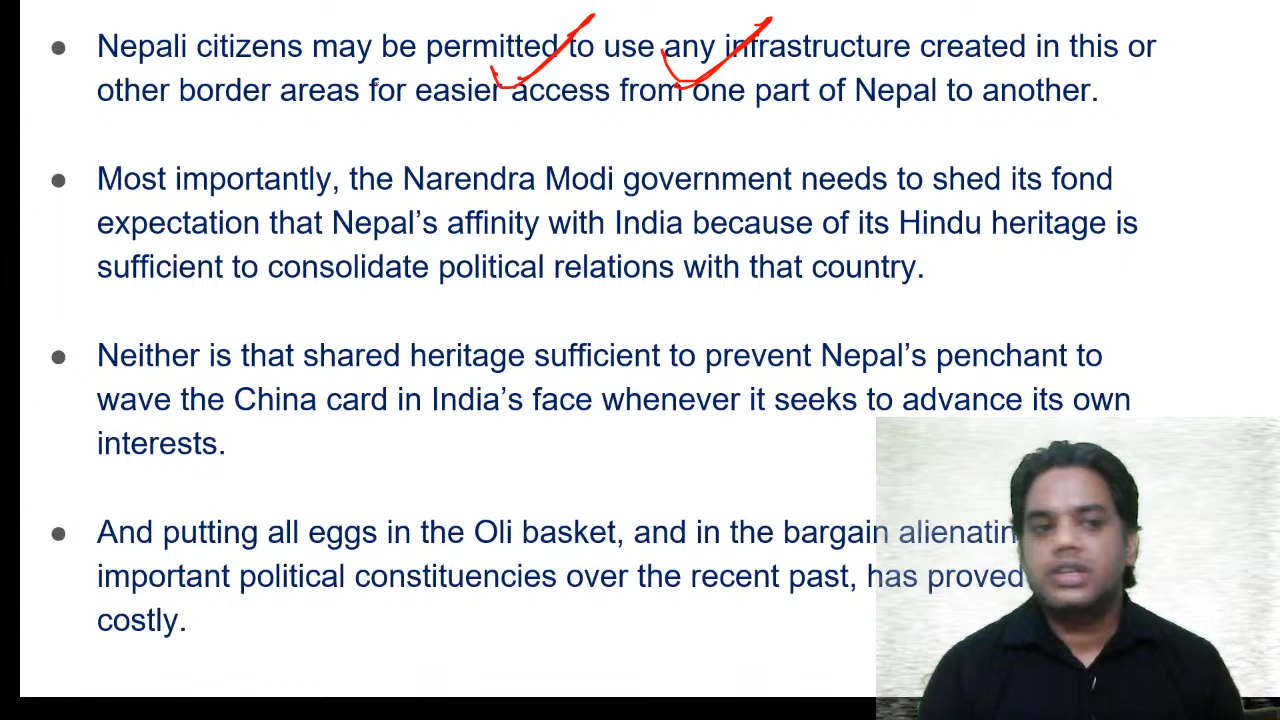 Nepali citizens may be permitted to use any infrastructure created in this or
other border areas for easier access from one part of Nepal to another.
Most importantly, the Narendra Modi government needs to shed its fond
expectation that Nepal’s affinity with India because of its Hindu heritage is
sufficient to consolidate political relations with that country.
Neither is that shared heritage sufficient to prevent Nepal’s penchant to
wave the China card in India’s face whenever it seeks to advance its own
interests.
And putting all eggs in the Oli basket, and in the bargain alienatin
important political constituencies over the recent past, has proved
costly.